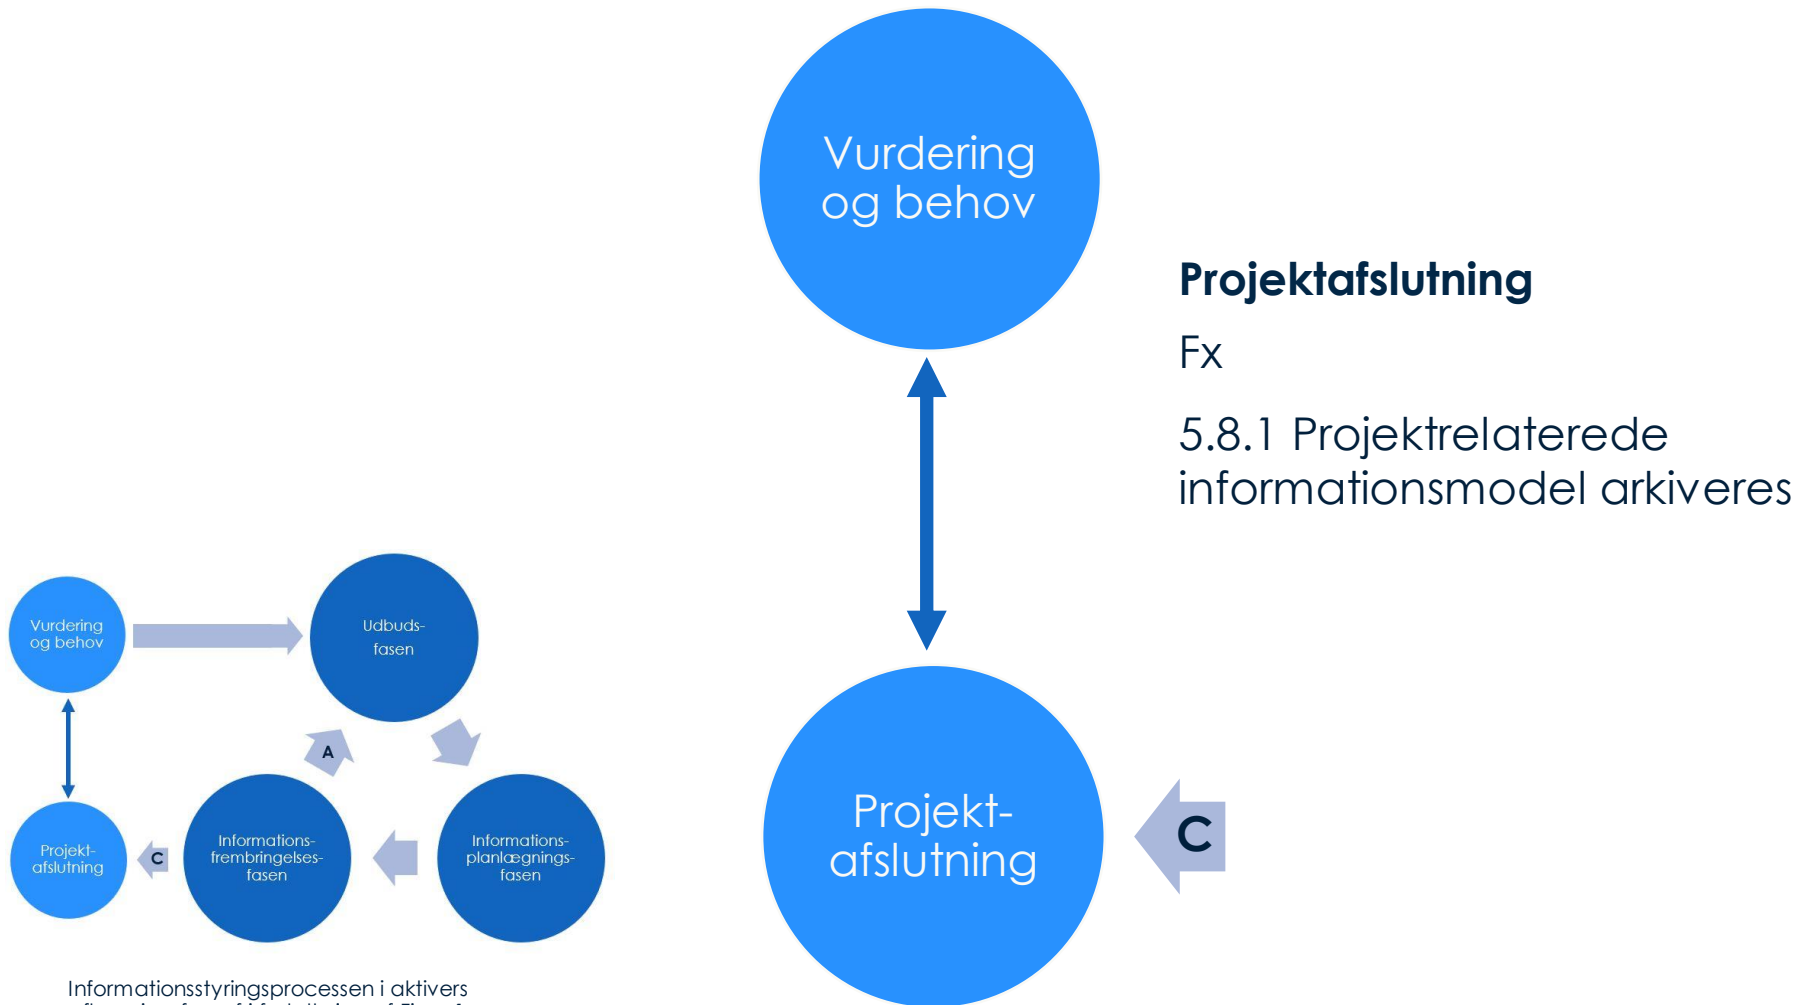 Vurdering
og behov
Projektafslutning
Fx
5.8.1 Projektrelaterede
informationsmodel arkiveres
Projekt-
afslutning
C
Vurdering
og behov
Udbuds-
fasen
A
Projekt-
afslutning
C
Informations-
frembringelses-
fasen
Informations-
planlægnings-
fasen
Informationsstyringsprocessen i aktivers